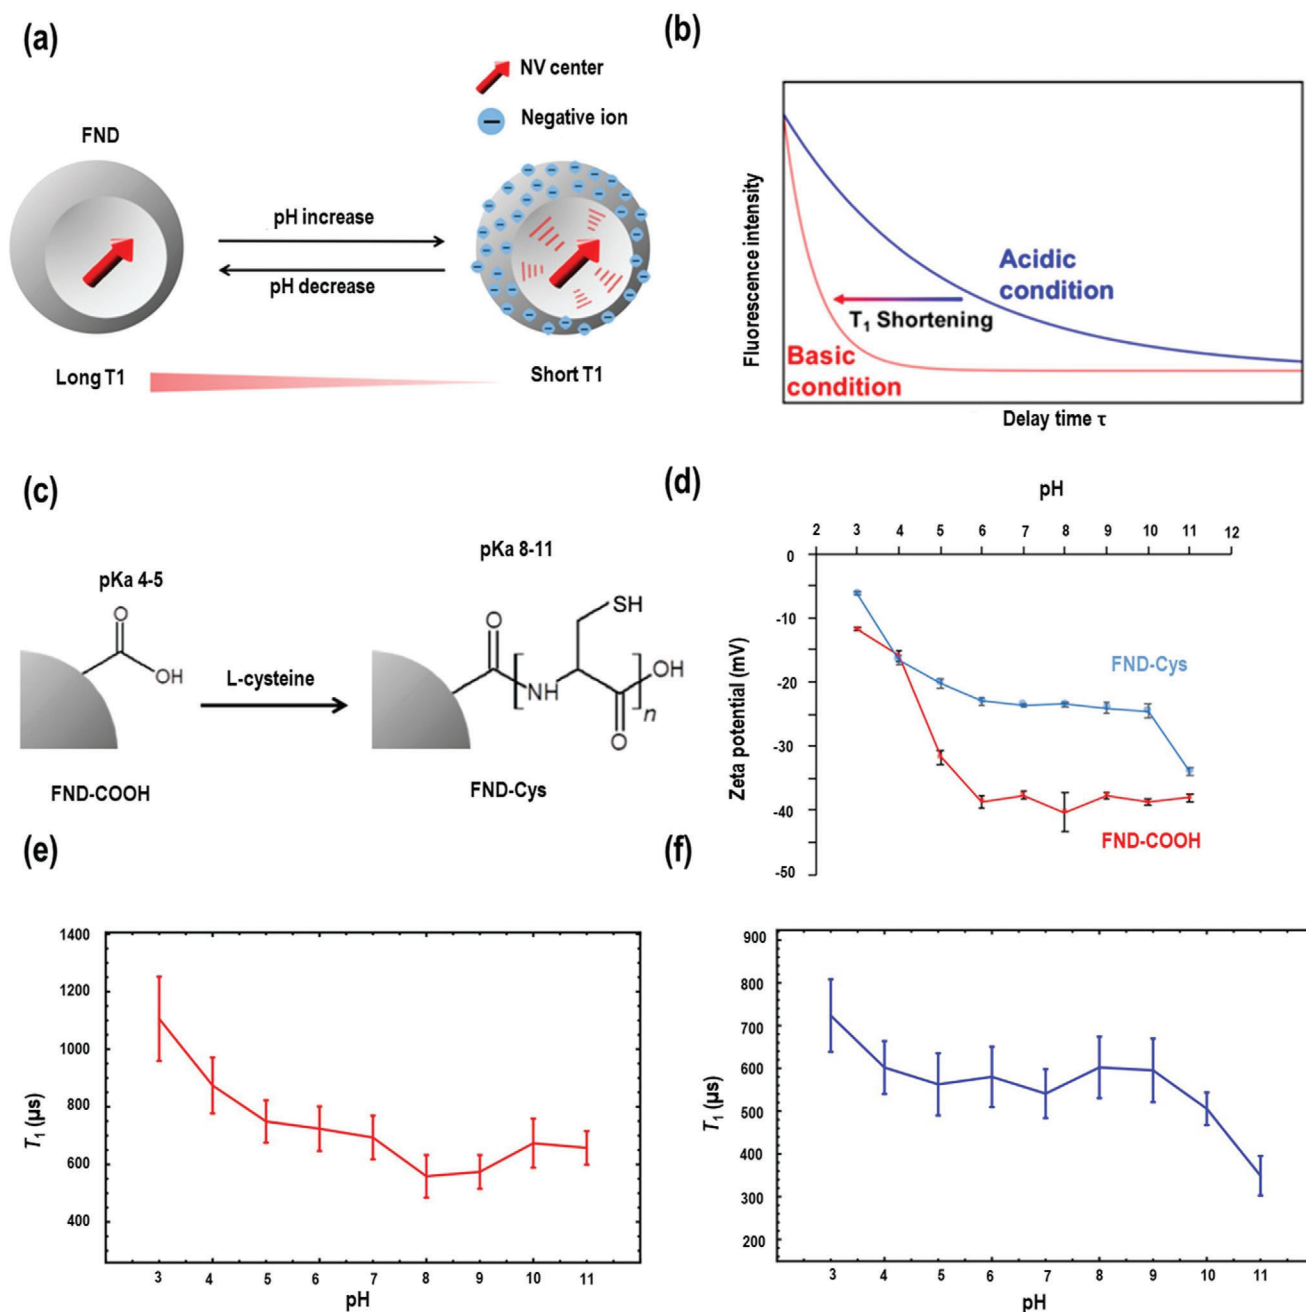 (a)
NV center
Negative ion
FND
pH increase
pH decrease
Long T1
Short T1
(b)
Fluorescence intensity
Acidic
condition
T1 Shortening
Basic
condition
Delay time τ
(c)
pKa 4-5
O
OH
FND-COOH
L-cysteine
pKa 8-11
SH
O
NH
OH
n
O
FND-Cys
(d)
pH
2 3 4 5 6 7 8 9 10 11 12
0
-10
-20
-30
-40
-50
Zeta potential (mV)
FND-Cys
FND-COOH
(e)
1400
1200
1000
800
600
400
T1 (μs)
3 4 5 6 7 8 9 10 11
pH
(f)
900
800
700
600
500
400
300
200
T1 (μs)
3 4 5 6 7 8 9 10 11
pH